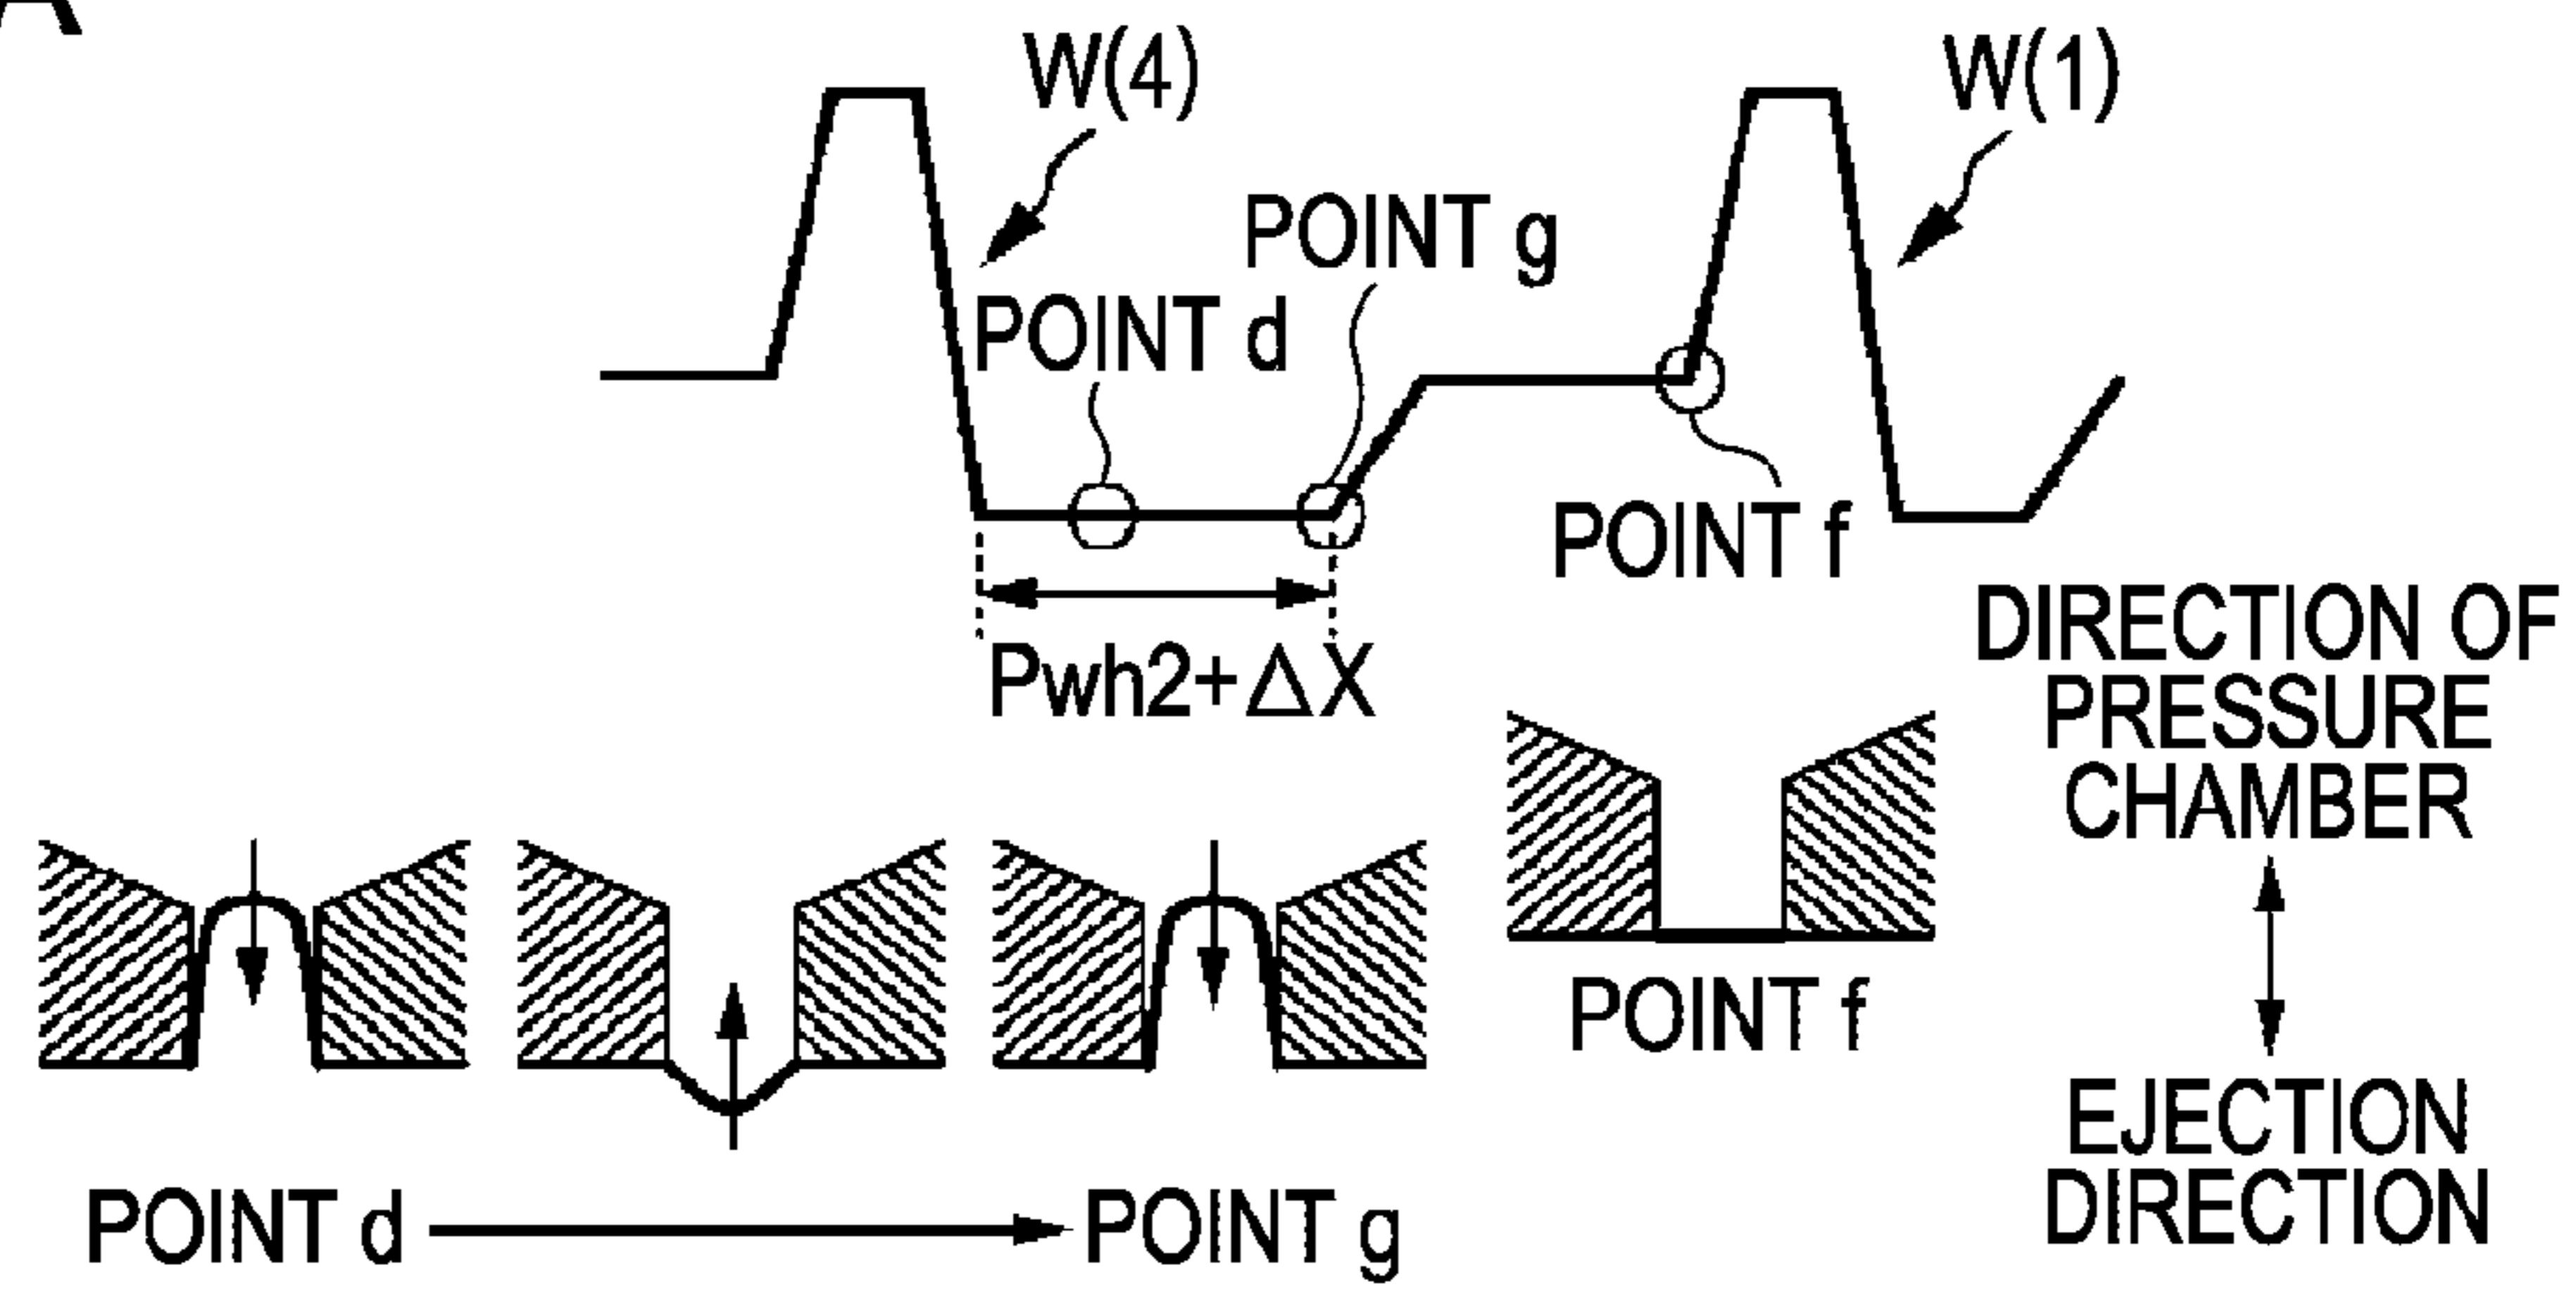 W(4)
W(1)
POINT g
POINT d
POINT f
Pwh2+ΔX
DIRECTION OF
PRESSURE
CHAMBER
POINT f
EJECTION
DIRECTION
POINT d
POINT g